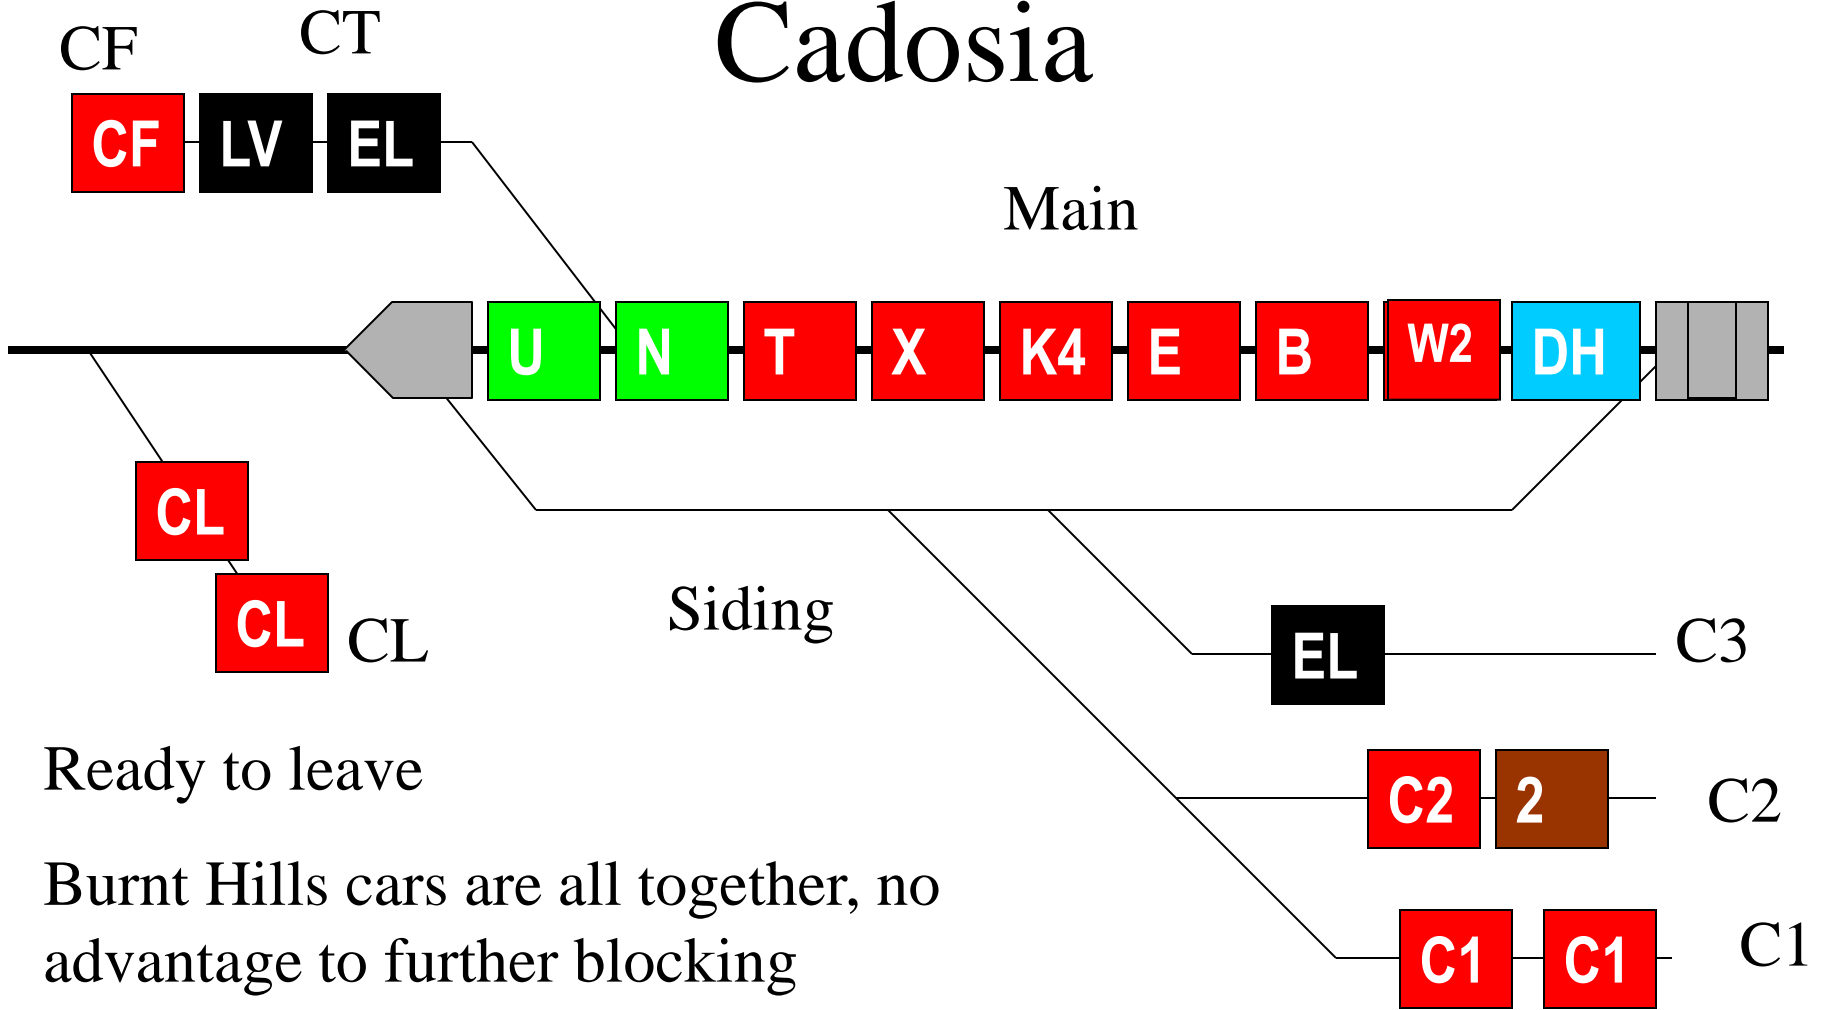 Cadosia
CF
CT
CF LV EL
Main
U N T X K4 E B W2 DH
CL
CL
CL
Siding
EL
C3
C2 2
C2
C1 C1
C1
Ready to leave
Burnt Hills cars are all together, no
advantage to further blocking